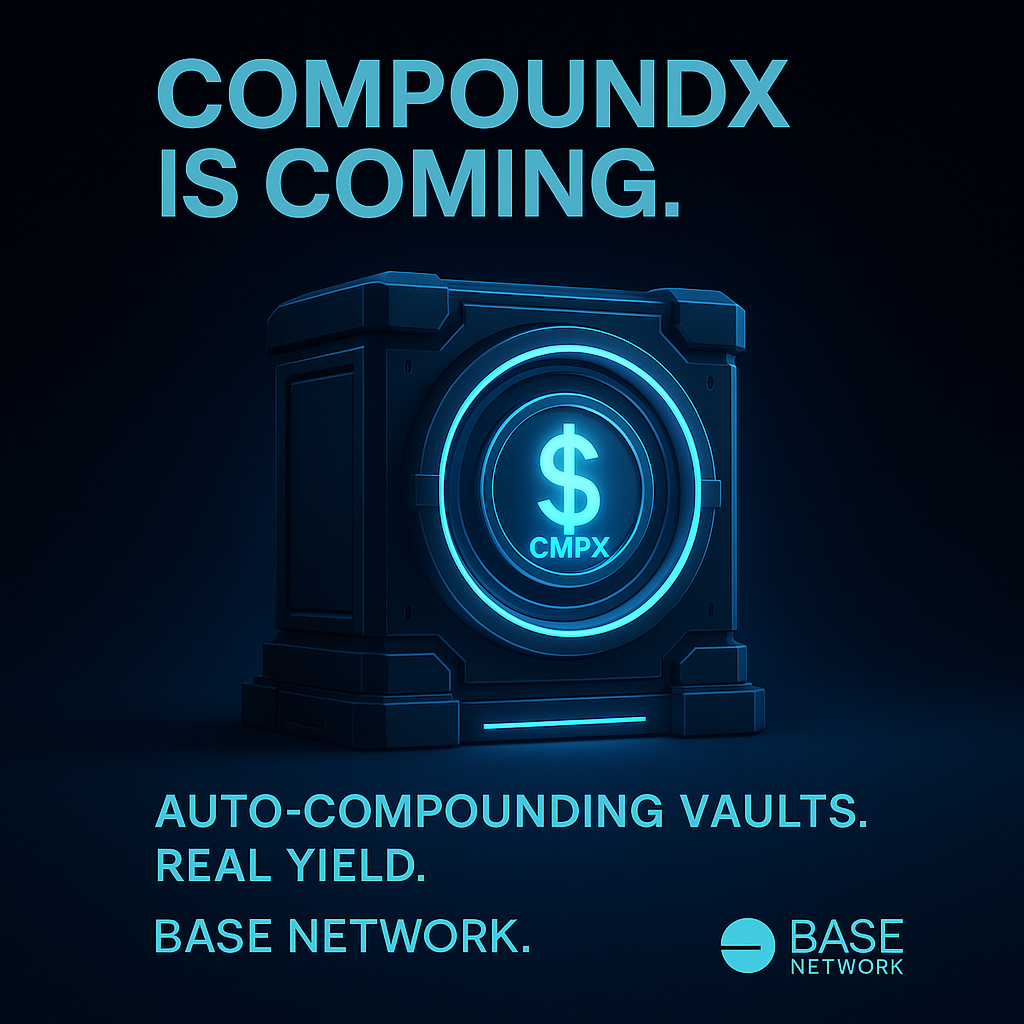 COMPOUNDX
IS COMING.
$
CMPX
AUTO-COMPOUNDING VAULTS.
REAL YIELD.
BASE NETWORK.
BASE
NETWORK